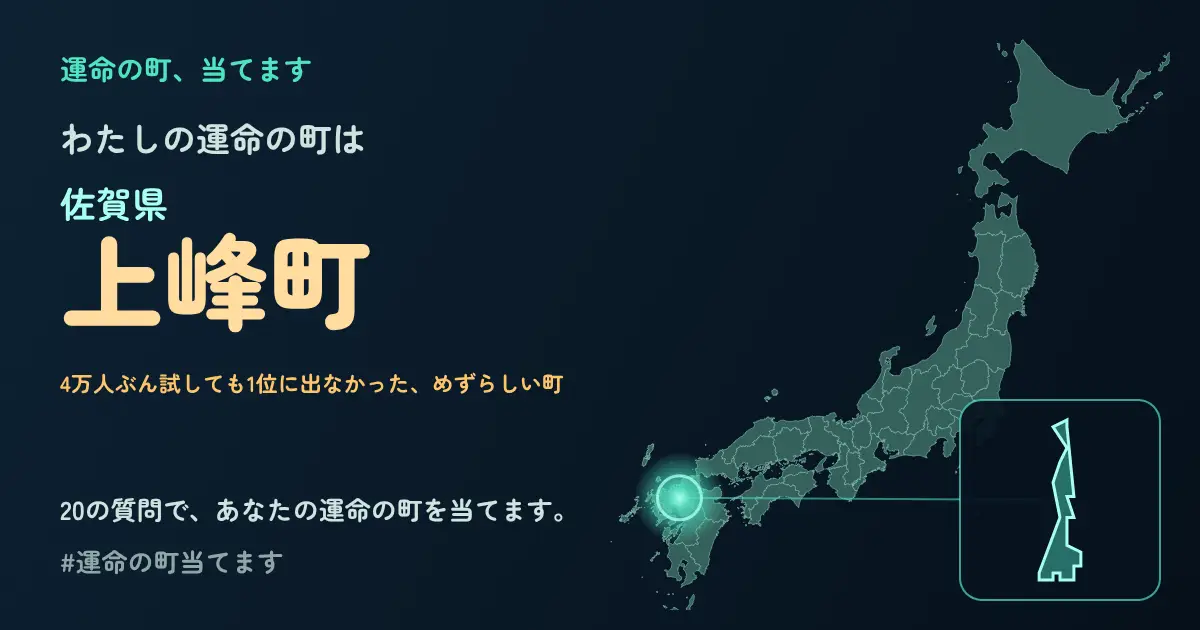 運命の町、当てます
わたしの運命の町は
佐賀県
上峰町
4万人ぶん試しても1位に出なかった、めずらしい町
20の質問で、あなたの運命の町を当てます。
#運命の町当てます